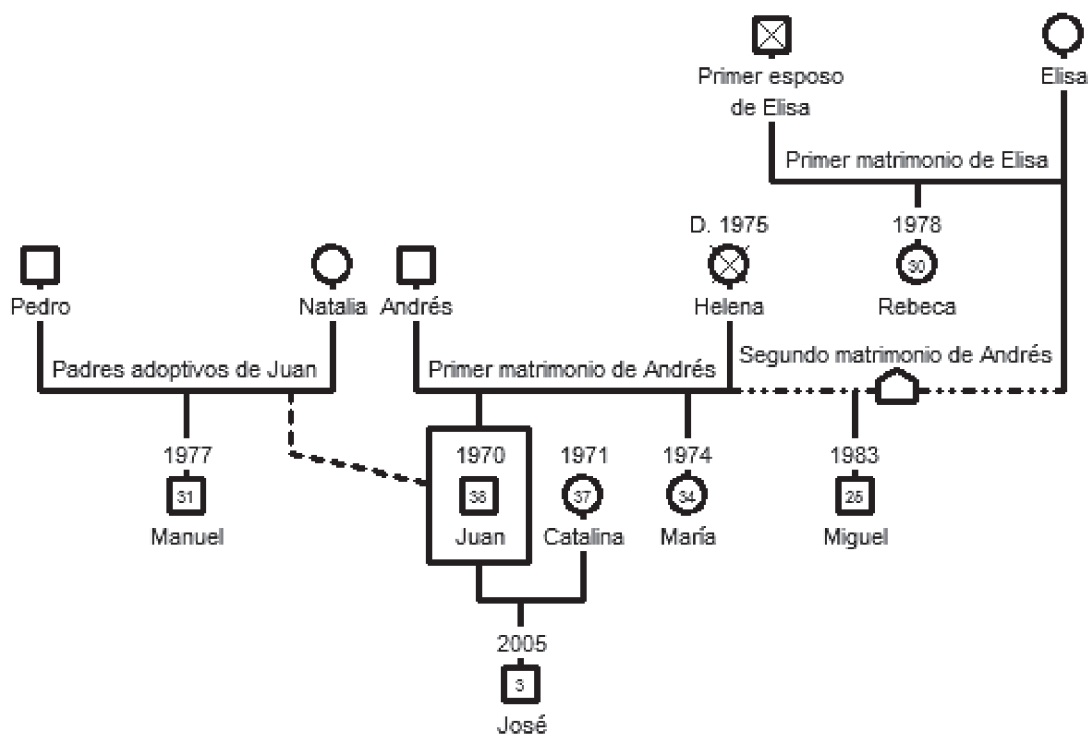 Primer esposo
de Elisa
Elisa
Primer matrimonio de Elisa
D. 1975
1978
30
Pedro
Natalia
Andrés
Helena
Rebeca
Padres adoptivos de Juan
Primer matrimonio de Andrés
Segundo matrimonio de Andrés
1977
1970
1971
1974
1983
31
38
37
34
25
Manuel
Juan
Catalina
María
Miguel
2005
3
José